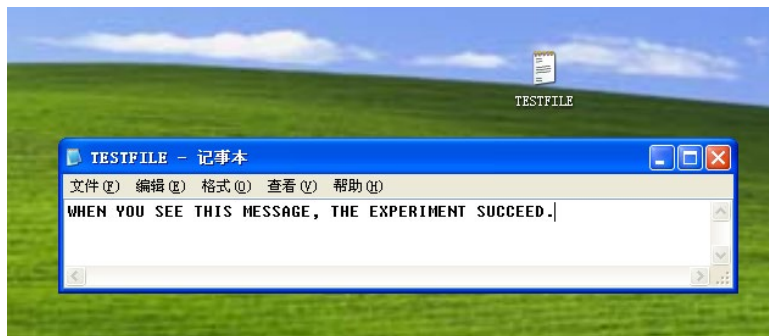 TESTFILE
TESTFILE - 记事本
文件(F) 编辑(E) 格式(O) 查看(V) 帮助(H)
WHEN YOU SEE THIS MESSAGE, THE EXPERIMENT SUCCEED.